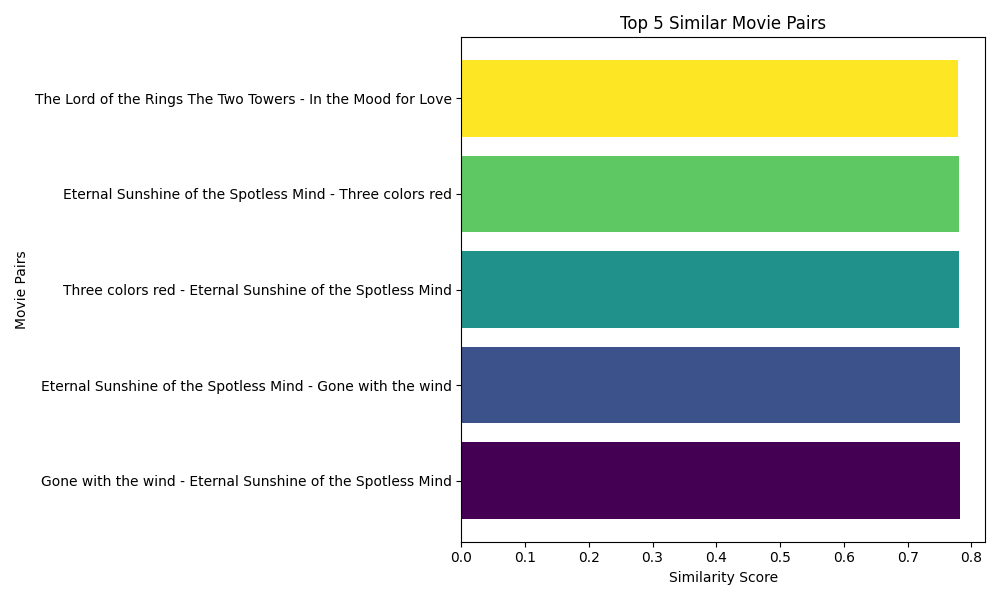 Top 5 Similar Movie Pairs
The Lord of the Rings The Two Towers - In the Mood for Love
Eternal Sunshine of the Spotless Mind - Three colors red
Three colors red - Eternal Sunshine of the Spotless Mind
Eternal Sunshine of the Spotless Mind - Gone with the wind
Gone with the wind - Eternal Sunshine of the Spotless Mind
Movie Pairs
0.0 0.1 0.2 0.3 0.4 0.5 0.6 0.7 0.8
Similarity Score